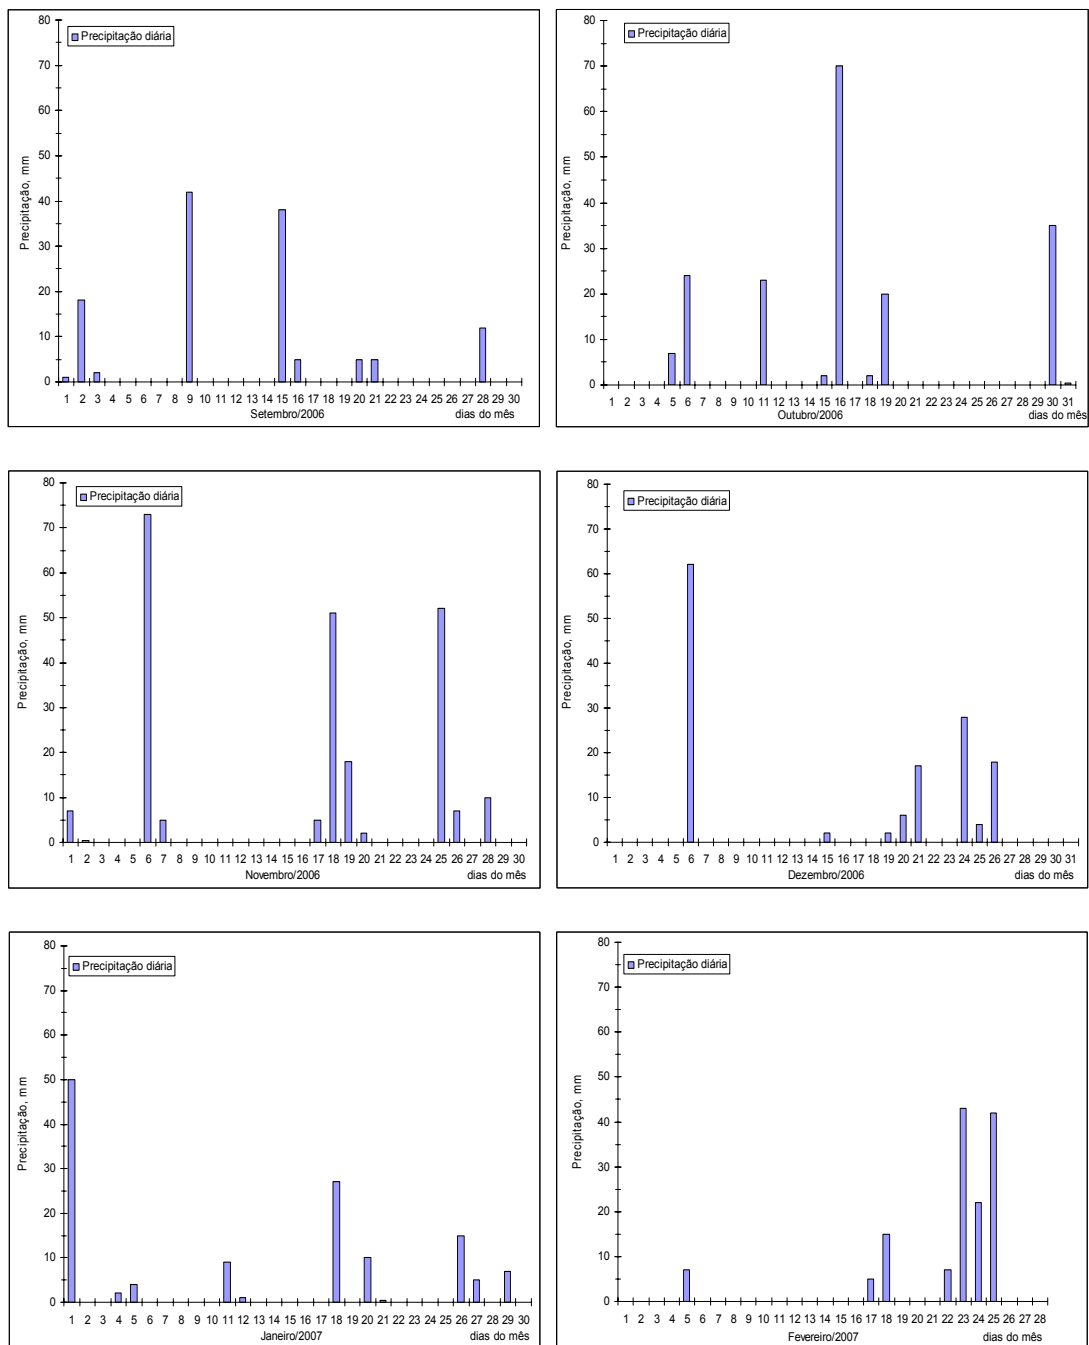 Precipitação diária
80
70
60
50
40
30
20
10
0
Precipitação, mm
1 2 3 4 5 6 7 8 9 10 11 12 13 14 15 16 17 18 19 20 21 22 23 24 25 26 27 28 29 30
Setembro/2006 dias do mês
Precipitação diária
80
70
60
50
40
30
20
10
0
Precipitação, mm
1 2 3 4 5 6 7 8 9 10 11 12 13 14 15 16 17 18 19 20 21 22 23 24 25 26 27 28 29 30 31
Outubro/2006 dias do mês
Precipitação diária
80
70
60
50
40
30
20
10
0
Precipitação, mm
1 2 3 4 5 6 7 8 9 10 11 12 13 14 15 16 17 18 19 20 21 22 23 24 25 26 27 28 29 30
Novembro/2006 dias do mês
Precipitação diária
80
70
60
50
40
30
20
10
0
Precipitação, mm
1 2 3 4 5 6 7 8 9 10 11 12 13 14 15 16 17 18 19 20 21 22 23 24 25 26 27 28 29 30 31
Dezembro/2006 dias do mês
Precipitação diária
80
70
60
50
40
30
20
10
0
Precipitação, mm
1 2 3 4 5 6 7 8 9 10 11 12 13 14 15 16 17 18 19 20 21 22 23 24 25 26 27 28 29 30
Janeiro/2007 dias do mês
Precipitação diária
80
70
60
50
40
30
20
10
0
Precipitação, mm
1 2 3 4 5 6 7 8 9 10 11 12 13 14 15 16 17 18 19 20 21 22 23 24 25 26 27 28
Fevereiro/2007 dias do mês